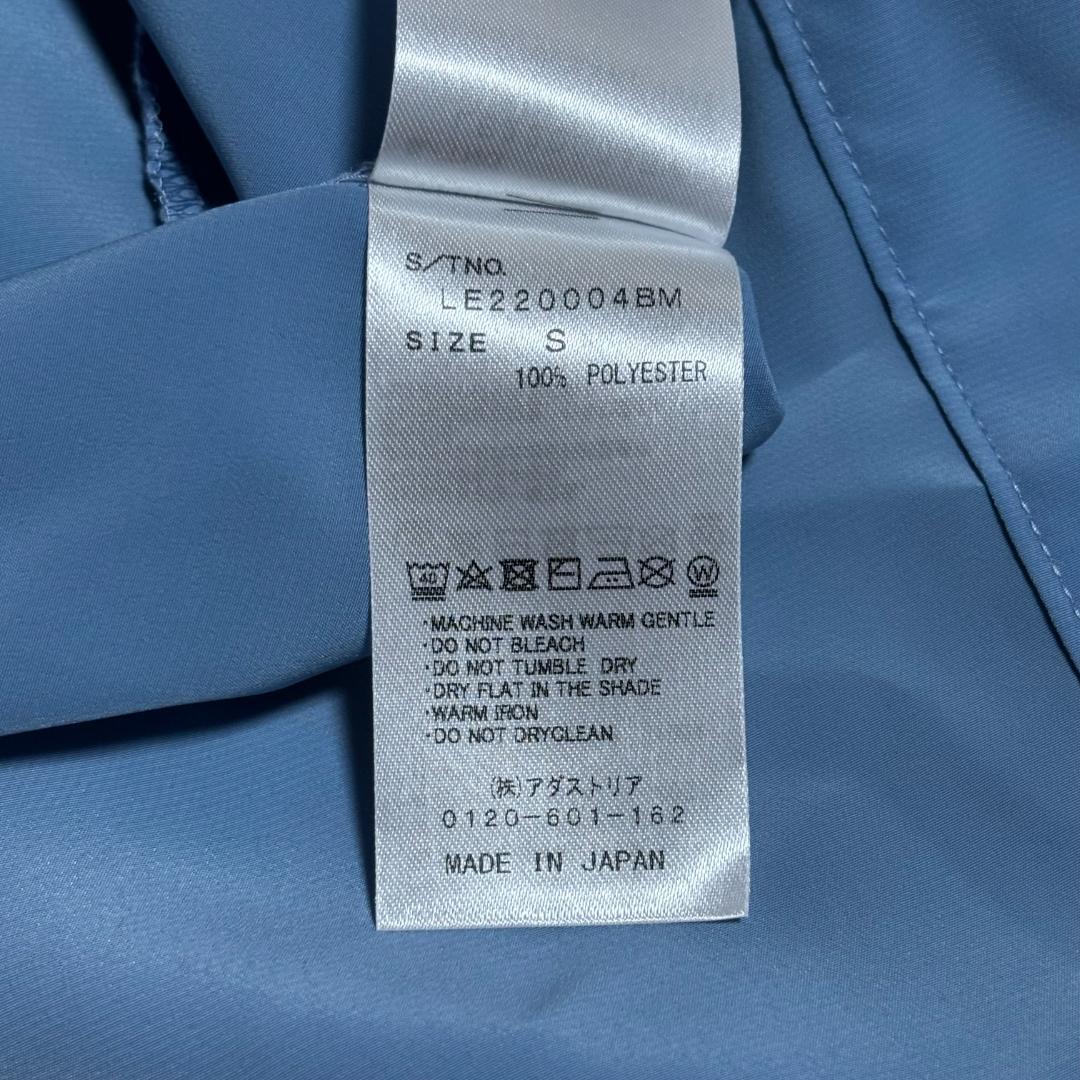 S/TNO.
LE220004BM
SIZE S
100% POLYESTER
40
W
・MACHINE WASH WARM GENTLE
・DO NOT BLEACH
・DO NOT TUMBLE DRY
・DRY FLAT IN THE SHADE
・WARM IRON
・DO NOT DRYCLEAN
(株)アダストリア
0120-601-162
MADE IN JAPAN